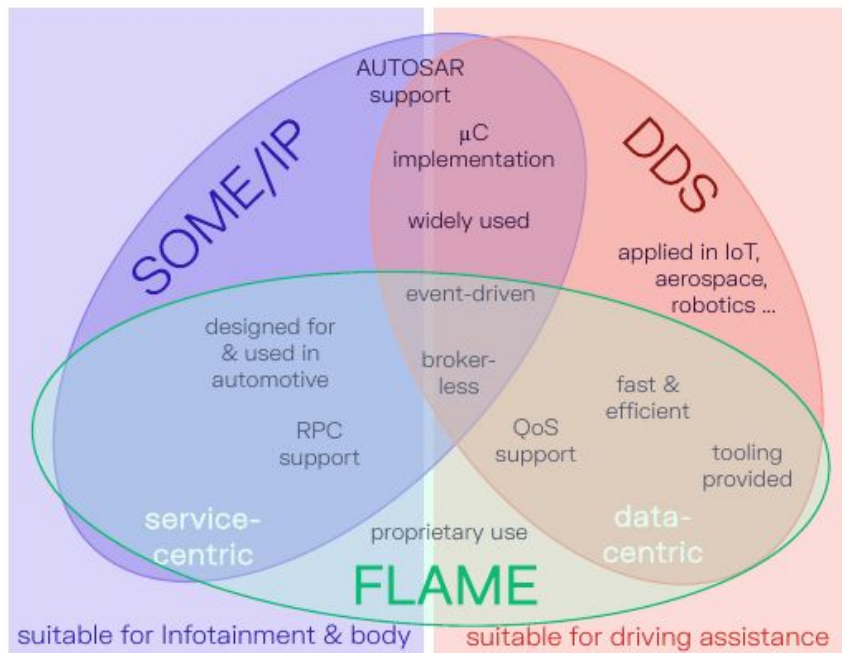 AUTOSAR
support
μC
implementation
widely used
SOME/IP
DDS
applied in IoT,
aerospace,
robotics ...
event-driven
broker-
less
designed for
& used in
automotive
RPC
support
QoS
support
fast &
efficient
tooling
provided
service-
centric
data-
centric
proprietary use
FLAME
suitable for Infotainment & body
suitable for driving assistance